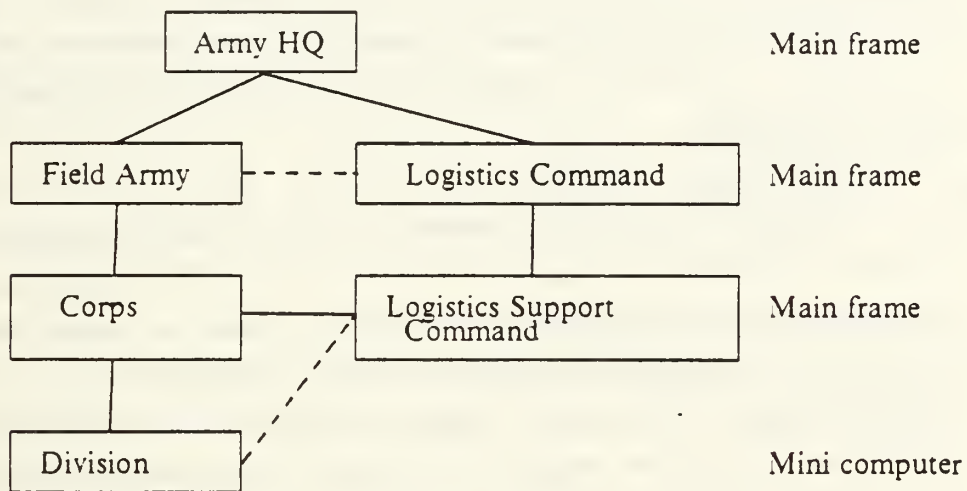 Army HQ
Main frame
Field Army
Logistics Command
Main frame
Corps
Logistics Support
Command
Main frame
Division
Mini computer